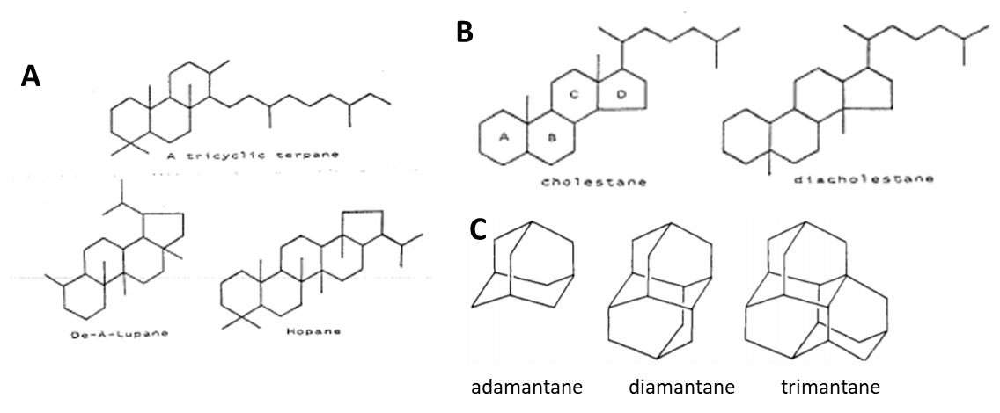 A
A tricyclic terpane
De-A-Lupane
Hopane
B
A
B
C
D
cholestane
diacholestane
C
adamantane
diamantane
trimantane